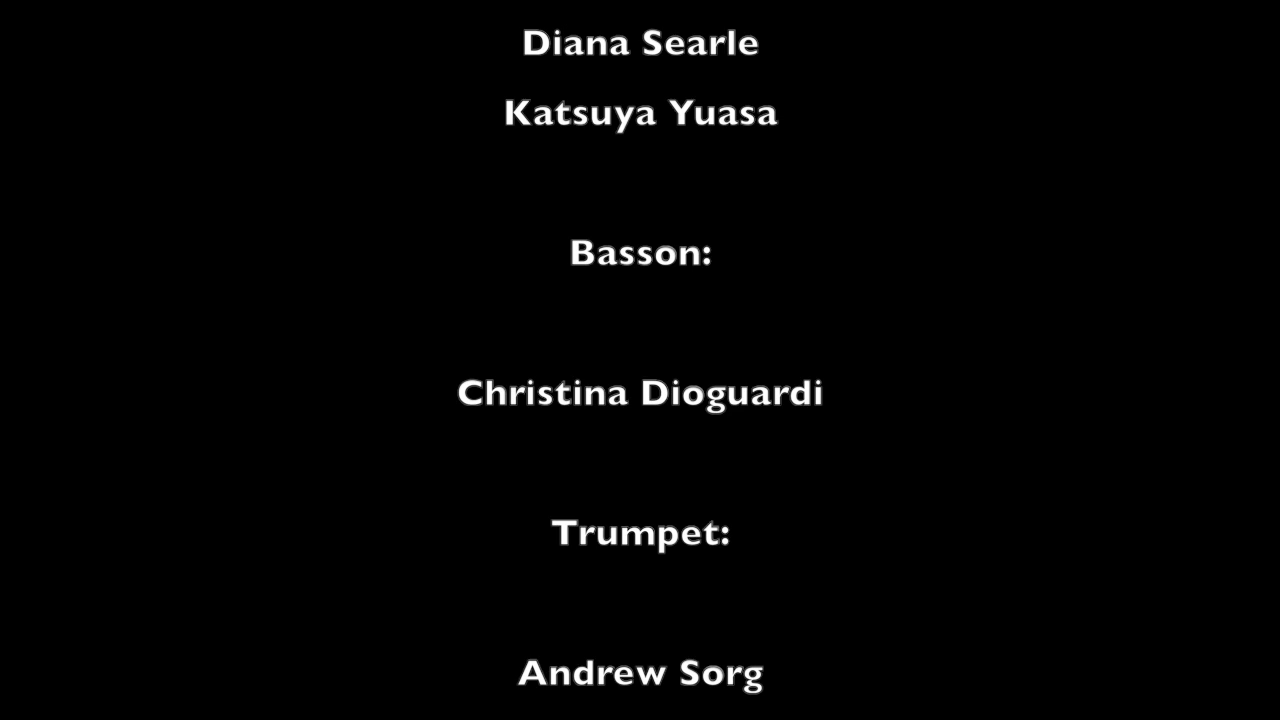 Diana Searle
Katsuya Yuasa
Basson:
Christina Dioguardi
Trumpet:
Andrew Sorg